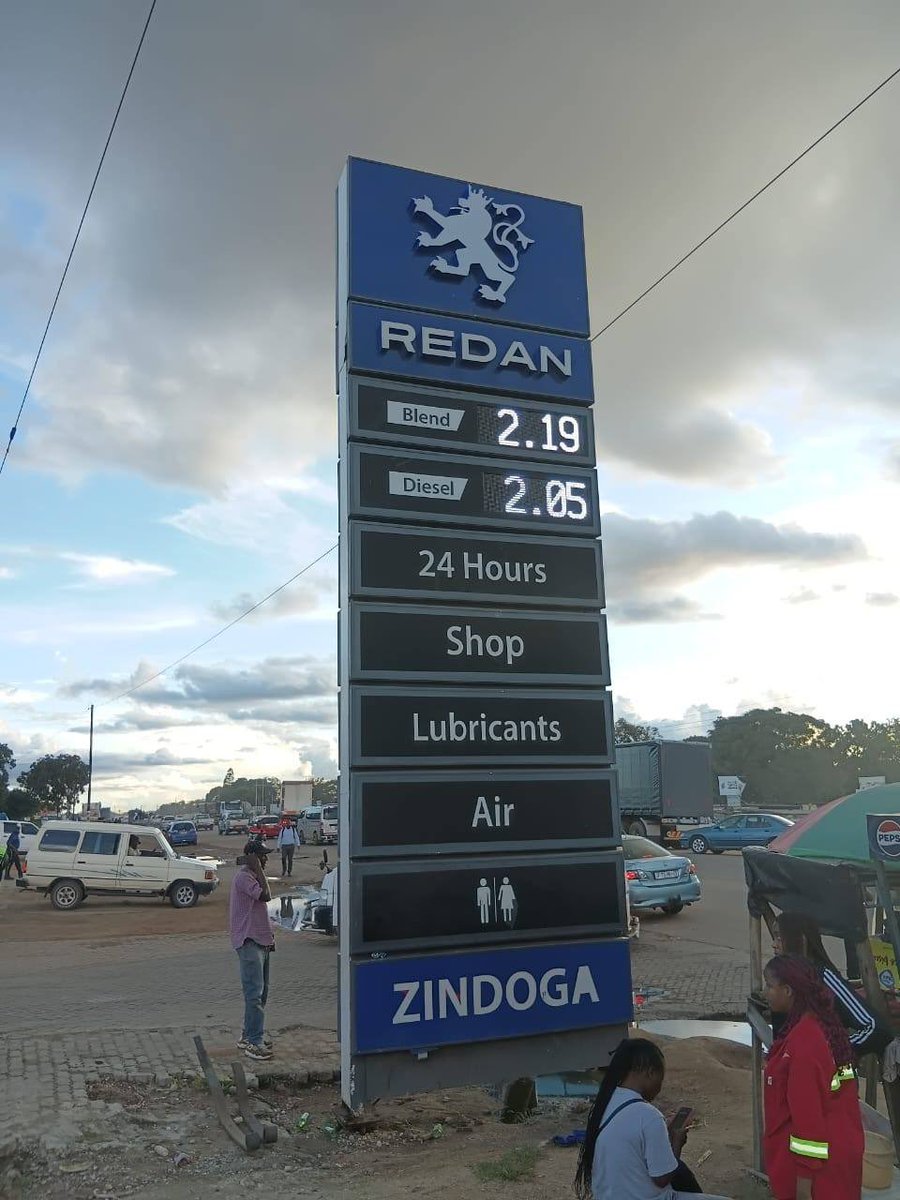 REDAN
Blend 2.19
Diesel 2.05
24 Hours
Shop
Lubricants
Air
ZINDOGA
PEPSI